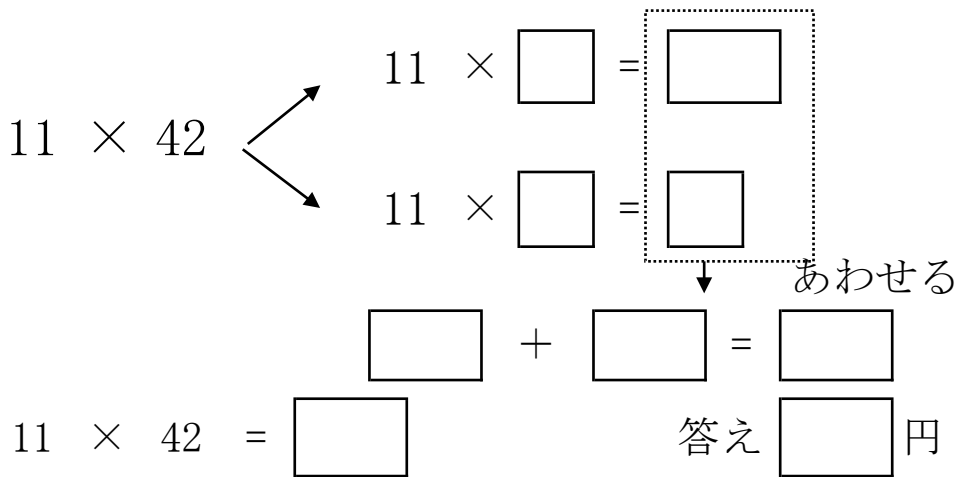 11 × □ = □
11 × 42
11 × □ = □
あわせる
□ + □ = □
11 × 42 = □ 答え □ 円